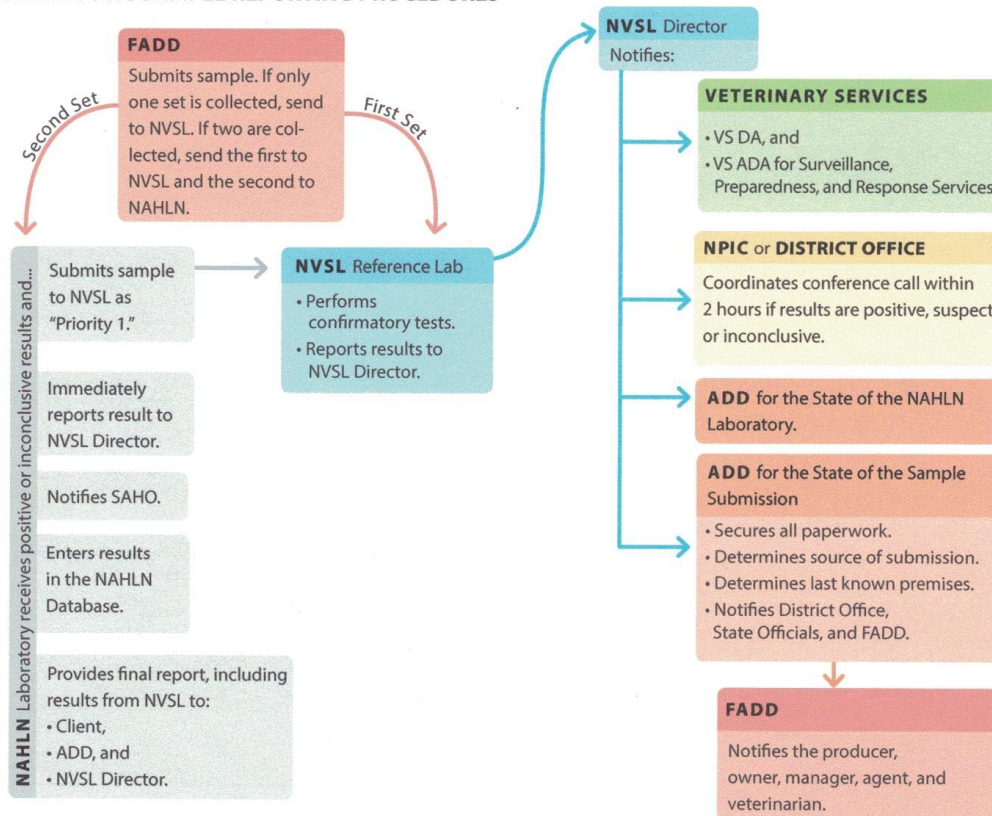 REPORTING PROCEDURES
FADD
Submits sample. If only
one set is collected, send
to NVSL. If two are col-
lected, send the first to
NVSL and the second to
NAHLN.
Second Set
First Set
NAHLN Laboratory receives positive or inconclusive results and...
Submits sample
to NVSL as
“Priority 1.”
Immediately
reports result to
NVSL Director.
Notifies SAHO.
Enters results
in the NAHLN
Database.
Provides final report, including
results from NVSL to:
• Client,
• ADD, and
• NVSL Director.
NVSL Reference Lab
• Performs
confirmatory tests.
• Reports results to
NVSL Director.
NVSL Director
Notifies:
VETERINARY SERVICES
• VS DA, and
• VS ADA for Surveillance,
Preparedness, and Response Services
NPIC or DISTRICT OFFICE
Coordinates conference call within
2 hours if results are positive, suspect
or inconclusive.
ADD for the State of the NAHLN
Laboratory.
ADD for the State of the Sample
Submission
• Secures all paperwork.
• Determines source of submission.
• Determines last known premises.
• Notifies District Office,
State Officials, and FADD.
FADD
Notifies the producer,
owner, manager, agent, and
veterinarian.